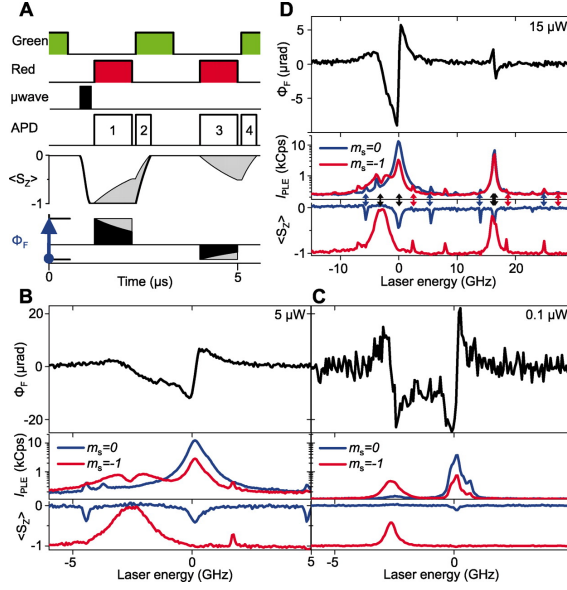 A
Green
Red
μwave
APD
1
2
3
4
0
<S_Z>
-1
Φ_F
0
5
Time (μs)
D
15 μW
5
0
-5
Φ_F (μrad)
10
1
I_PLE (kCps)
m_s=0
m_s=-1
0
<S_Z>
-1
-10
0
10
20
Laser energy (GHz)
B
5 μW
20
0
-20
Φ_F (μrad)
10
1
I_PLE (kCps)
m_s=0
m_s=-1
0
<S_Z>
-1
-5
0
5
Laser energy (GHz)
C
0.1 μW
m_s=0
m_s=-1
-5
0
Laser energy (GHz)